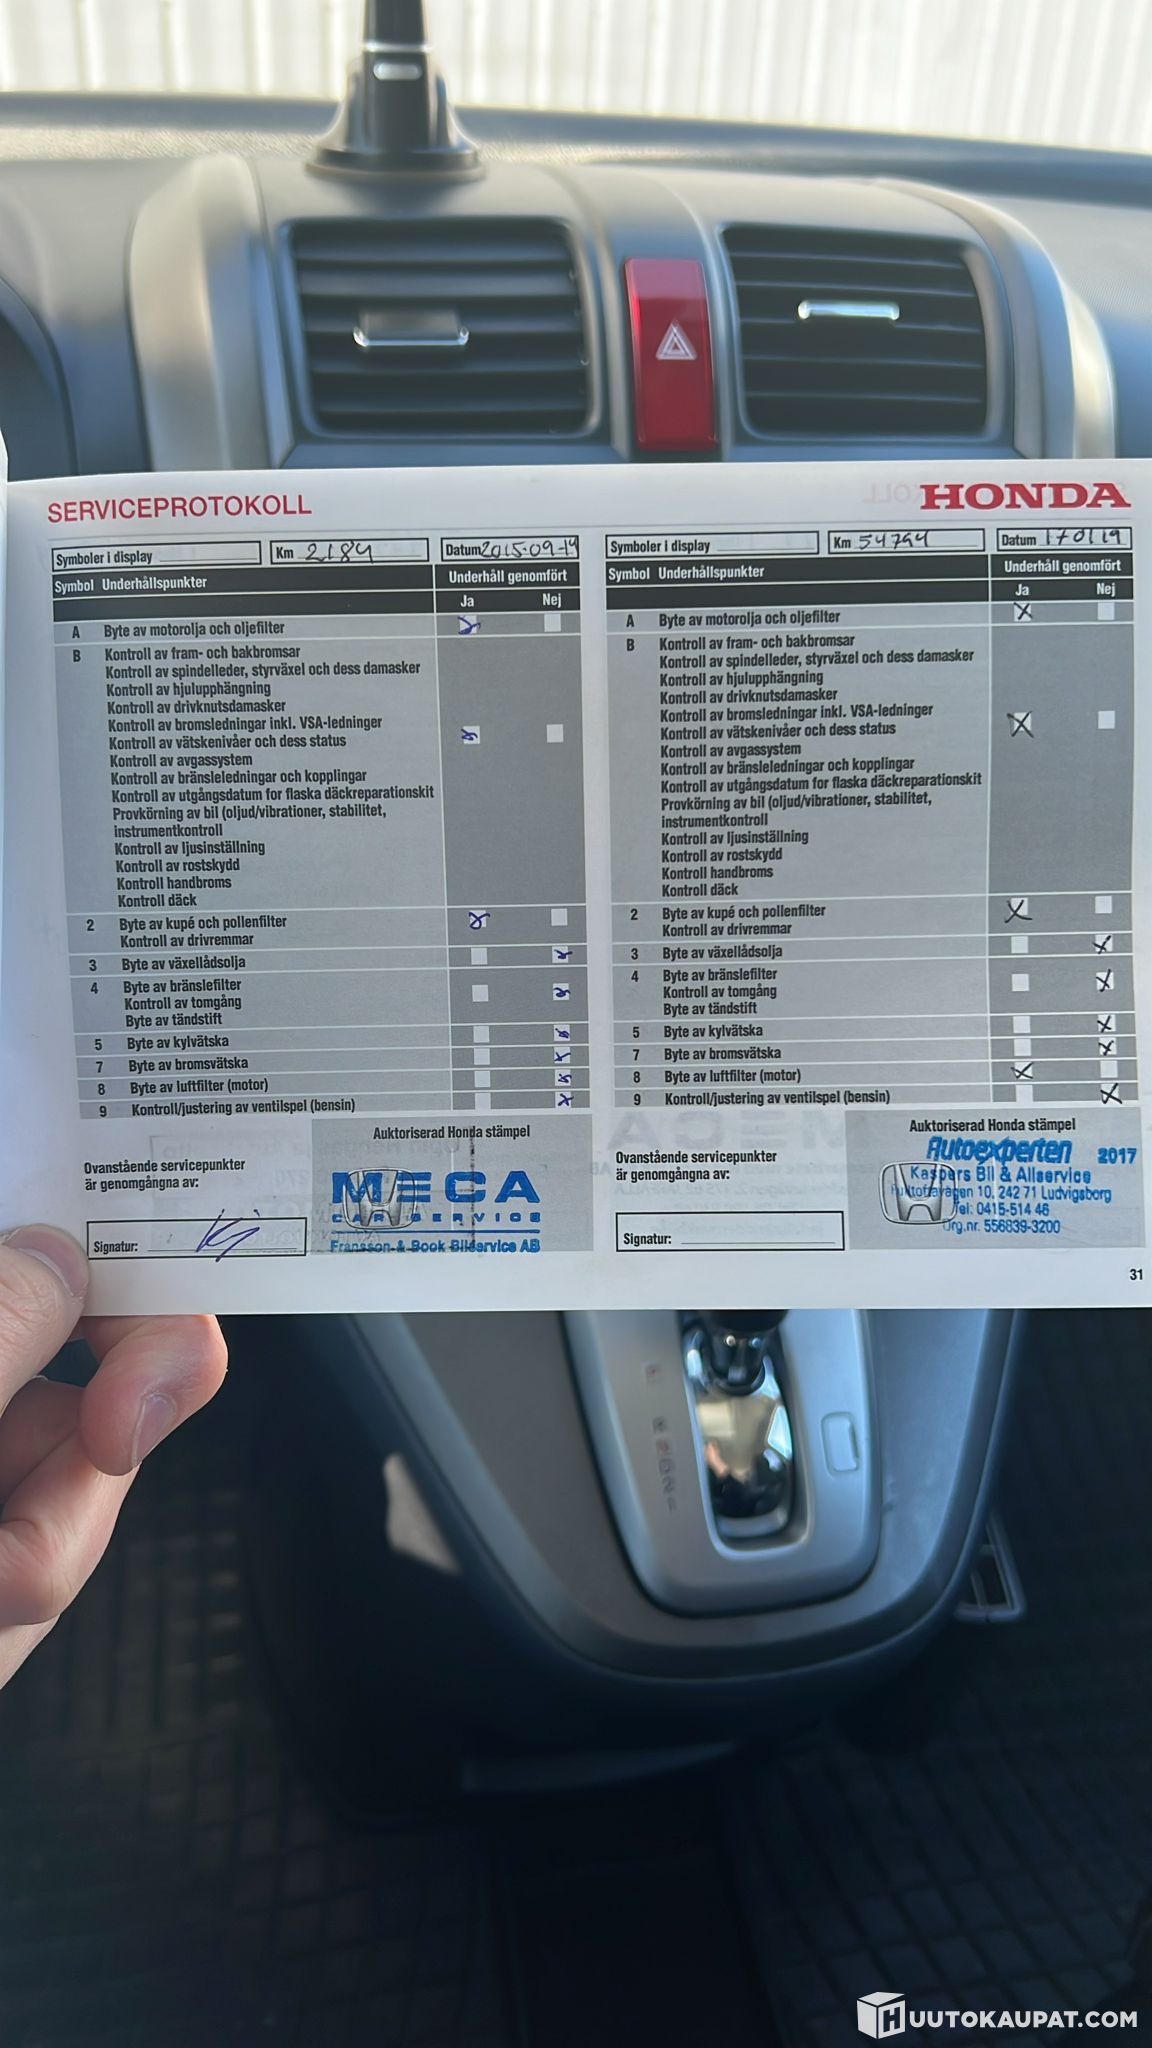 SERVICEPROTOKOLL
HONDA
Symboler i display
Km 2184
Datum 2015-09-14
Symbol Underhållspunkter
Underhåll genomfört
Ja Nej
A Byte av motorolja och oljefilter
B Kontroll av fram- och bakbromsar
Kontroll av spindelleder, styrväxel och dess damasker
Kontroll av hjulupphängning
Kontroll av drivknutsdamasker
Kontroll av bromsledningar inkl. VSA-ledninger
Kontroll av vätskenivåer och dess status
Kontroll av avgassystem
Kontroll av bränsleledningar och kopplingar
Kontroll av utgångsdatum for flaska däckreparationskit
Provkörning av bil (oljud/vibrationer, stabilitet,
instrumentkontroll
Kontroll av ljusinställning
Kontroll av rostskydd
Kontroll handbroms
Kontroll däck
2 Byte av kupé och pollenfilter
Kontroll av drivremmar
3 Byte av växellådsolja
4 Byte av bränslefilter
Kontroll av tomgång
Byte av tändstift
5 Byte av kylvätska
7 Byte av bromsvätska
8 Byte av luftfilter (motor)
9 Kontroll/justering av ventilspel (bensin)
Auktoriserad Honda stämpel
Ovanstående servicepunkter
är genomgångna av:
MECA
CAR SERVICE
Fransson & Book Bilservice AB
Signatur:
Symboler i display
Km 54794
Datum 170119
Symbol Underhållspunkter
Underhåll genomfört
Ja Nej
A Byte av motorolja och oljefilter
B Kontroll av fram- och bakbromsar
Kontroll av spindelleder, styrväxel och dess damasker
Kontroll av hjulupphängning
Kontroll av drivknutsdamasker
Kontroll av bromsledningar inkl. VSA-ledninger
Kontroll av vätskenivåer och dess status
Kontroll av avgassystem
Kontroll av bränsleledningar och kopplingar
Kontroll av utgångsdatum for flaska däckreparationskit
Provkörning av bil (oljud/vibrationer, stabilitet,
instrumentkontroll
Kontroll av ljusinställning
Kontroll av rostskydd
Kontroll handbroms
Kontroll däck
2 Byte av kupé och pollenfilter
Kontroll av drivremmar
3 Byte av växellådsolja
4 Byte av bränslefilter
Kontroll av tomgång
Byte av tändstift
5 Byte av kylvätska
7 Byte av bromsvätska
8 Byte av luftfilter (motor)
9 Kontroll/justering av ventilspel (bensin)
Auktoriserad Honda stämpel
Ovanstående servicepunkter
är genomgångna av:
Autoexperten 2017
Kaspers Bil & Allservice
10, 242 71 Ludvigsborg
Tel: 0415-514 46
Org.nr. 556839-3200
Signatur:
31
HUUTOKAUPAT.COM